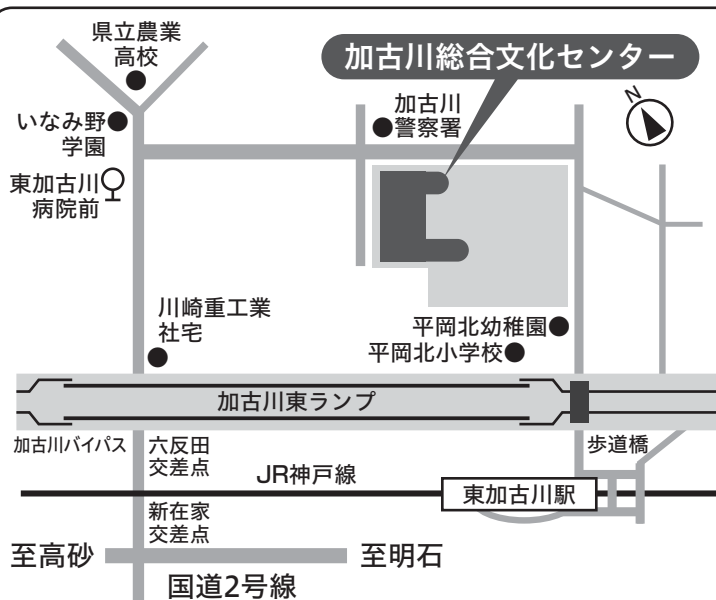 県立農業
高校
加古川総合文化センター
N
いなみ野
学園
加古川
警察署
東加古川
病院前
川崎重工業
社宅
平岡北幼稚園
平岡北小学校
加古川東ランプ
加古川バイパス
六反田
交差点
歩道橋
JR神戸線
東加古川駅
新在家
交差点
至高砂
至明石
国道2号線